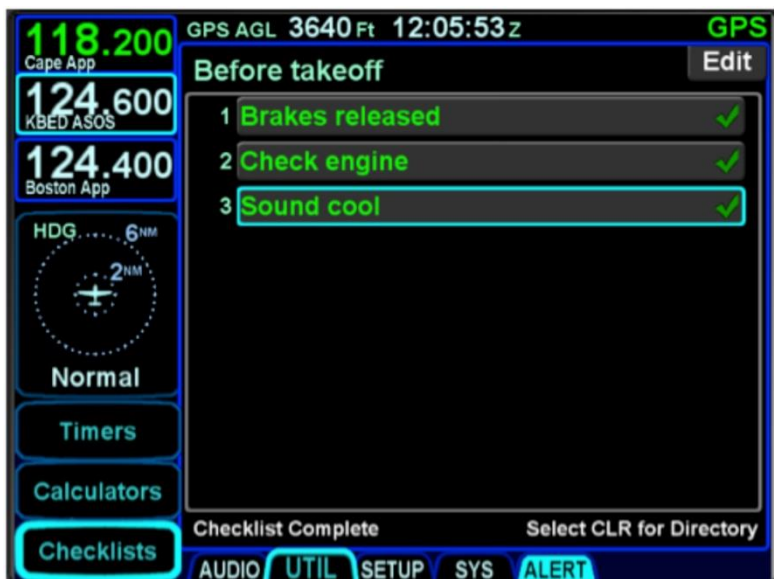 118.200
Cape App
124.600
KBED ASOS
124.400
Boston App
HDG 6NM
2NM
Normal
Timers
Calculators
Checklists
GPS AGL 3640 Ft 12:05:53 Z GPS
Before takeoff Edit
1 Brakes released
2 Check engine
3 Sound cool
Checklist Complete Select CLR for Directory
AUDIO UTIL SETUP SYS ALERT